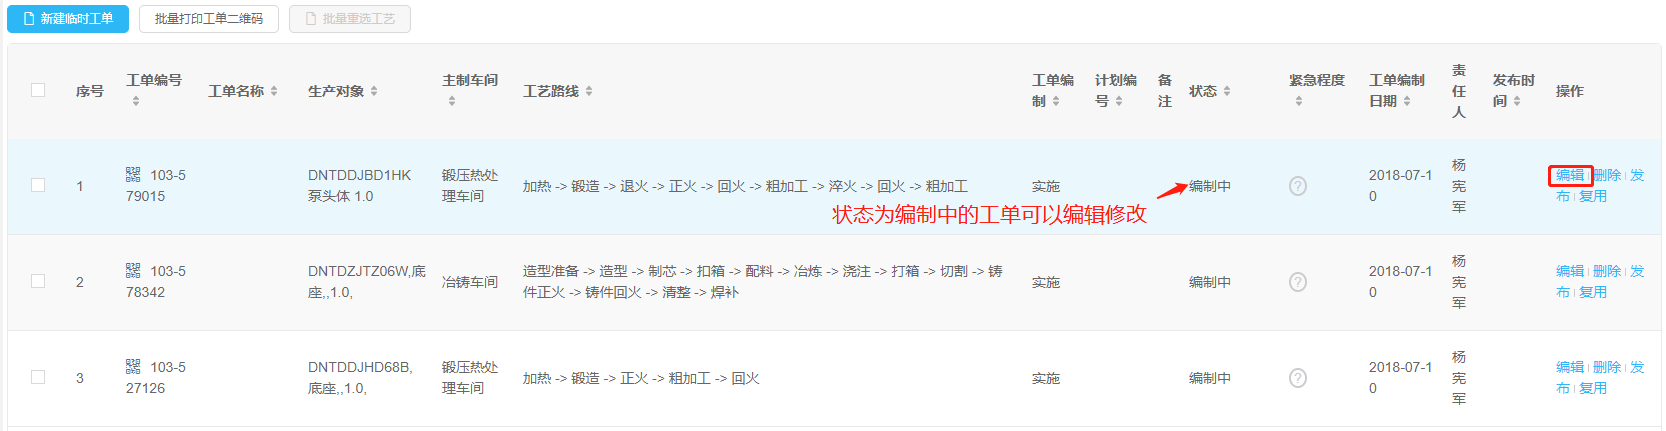 新建临时工单 批量打印工单二维码 批量重选工艺
序号 工单编号 工单名称 生产对象 主制车间 工艺路线 工单编制 计划编号 备注 状态 紧急程度 工单编制日期 责任人 发布时间 操作
1 103-579015 DNTDDJBD1HK泵头体 1.0 锻压热处理车间 加热 -> 锻造 -> 退火 -> 正火 -> 回火 -> 粗加工 -> 淬火 -> 回火 -> 粗加工 实施 编制中 ? 2018-07-10 杨宪军 编辑 删除 发布 复用
状态为编制中的工单可以编辑修改
2 103-578342 DNTDZJTZ06W,底座,,1.0, 冶铸车间 造型准备 -> 造型 -> 制芯 -> 扣箱 -> 配料 -> 冶炼 -> 浇注 -> 打箱 -> 切割 -> 铸件正火 -> 铸件回火 -> 清整 -> 焊补 实施 编制中 ? 2018-07-10 杨宪军 编辑 删除 发布 复用
3 103-527126 DNTDDJHD68B,底座,,1.0, 锻压热处理车间 加热 -> 锻造 -> 正火 -> 粗加工 -> 回火 实施 编制中 ? 2018-07-10 杨宪军 编辑 删除 发布 复用